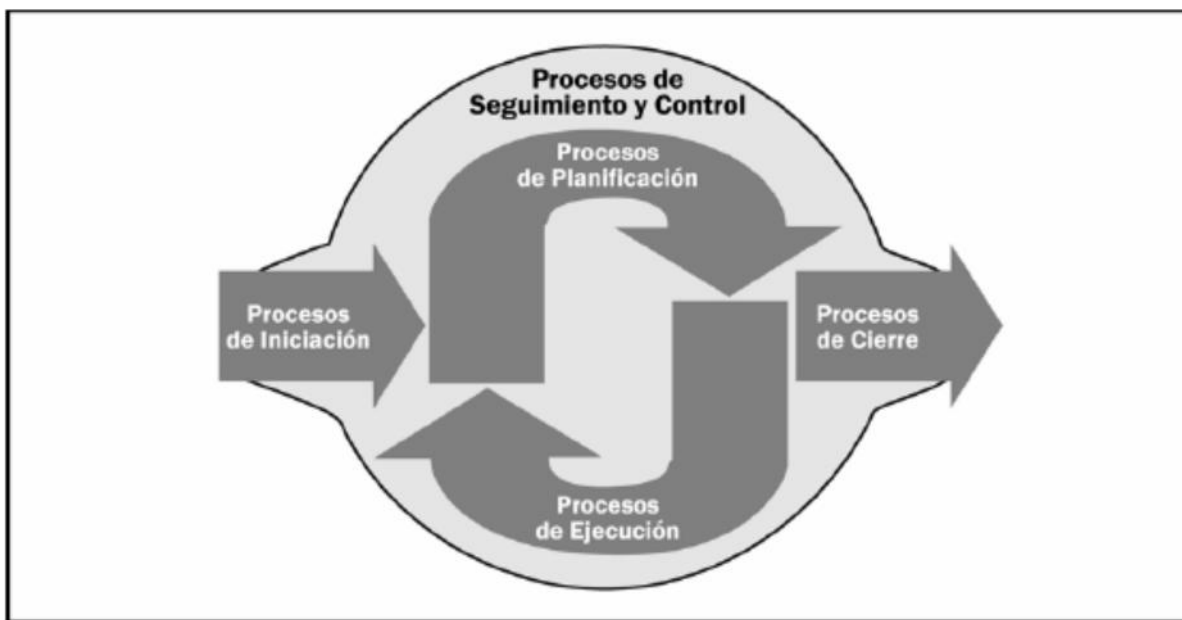 Procesos de
Seguimiento y Control
Procesos
de Planificación
Procesos
de Iniciación
Procesos
de Cierre
Procesos
de Ejecución